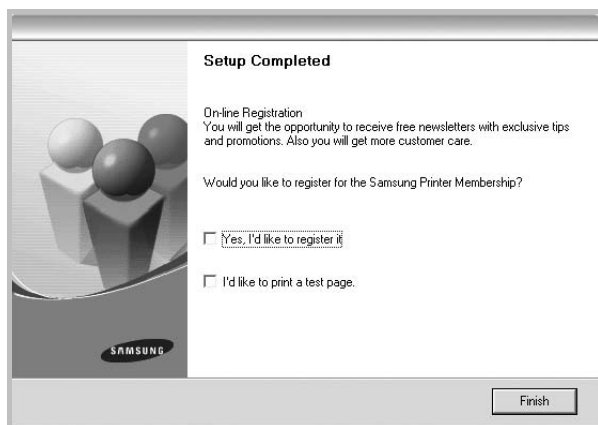 Setup Completed
On-line Registration
You will get the opportunity to receive free newsletters with exclusive tips
and promotions. Also you will get more customer care.
Would you like to register for the Samsung Printer Membership?
Yes, I'd like to register it
I'd like to print a test page.
SAMSUNG
Finish